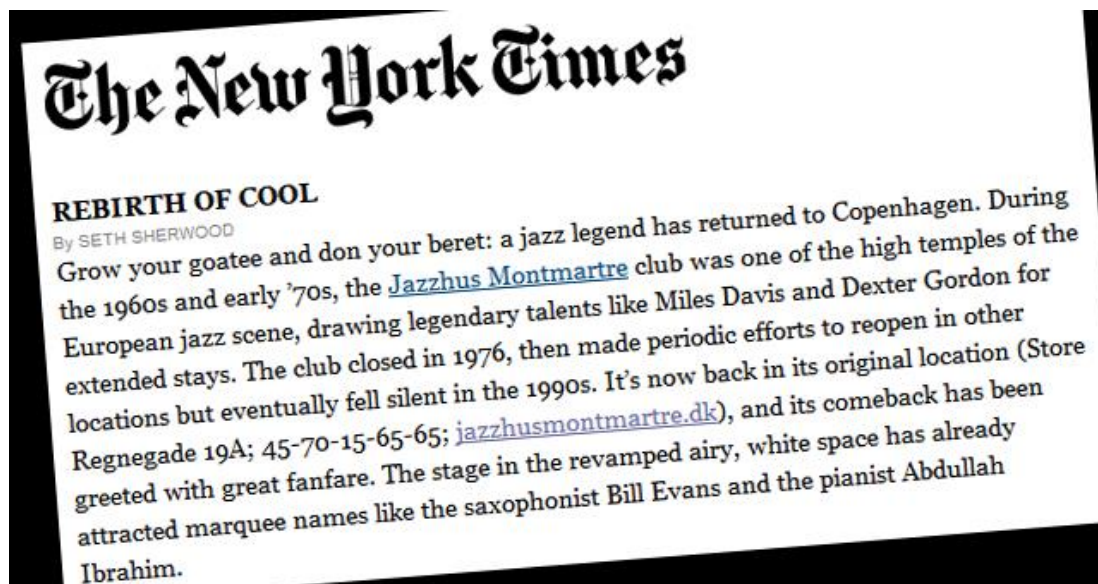 The New York Times
REBIRTH OF COOL
By SETH SHERWOOD
Grow your goatee and don your beret: a jazz legend has returned to Copenhagen. During
the 1960s and early ’70s, the Jazzhus Montmartre club was one of the high temples of the
European jazz scene, drawing legendary talents like Miles Davis and Dexter Gordon for
extended stays. The club closed in 1976, then made periodic efforts to reopen in other
locations but eventually fell silent in the 1990s. It’s now back in its original location (Store
Regnegade 19A; 45-70-15-65-65; jazzhusmontmartre.dk), and its comeback has been
greeted with great fanfare. The stage in the revamped airy, white space has already
attracted marquee names like the saxophonist Bill Evans and the pianist Abdullah
Ibrahim.